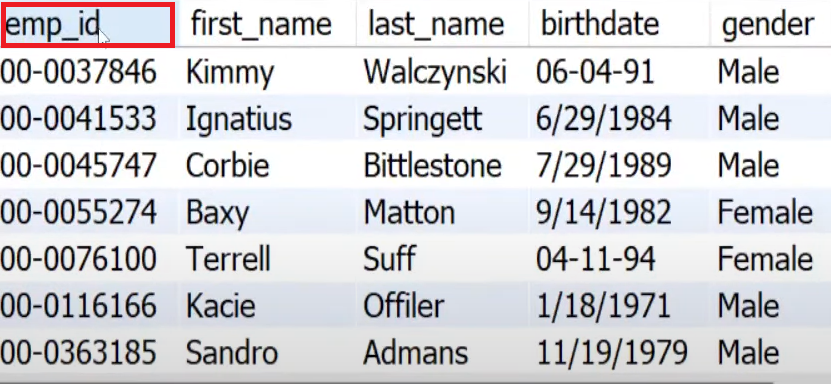 emp_id first_name last_name birthdate gender
00-0037846 Kimmy Walczynski 06-04-91 Male
00-0041533 Ignatius Springett 6/29/1984 Male
00-0045747 Corbie Bittlestone 7/29/1989 Male
00-0055274 Baxy Matton 9/14/1982 Female
00-0076100 Terrell Suff 04-11-94 Female
00-0116166 Kacie Offiler 1/18/1971 Male
00-0363185 Sandro Admans 11/19/1979 Male